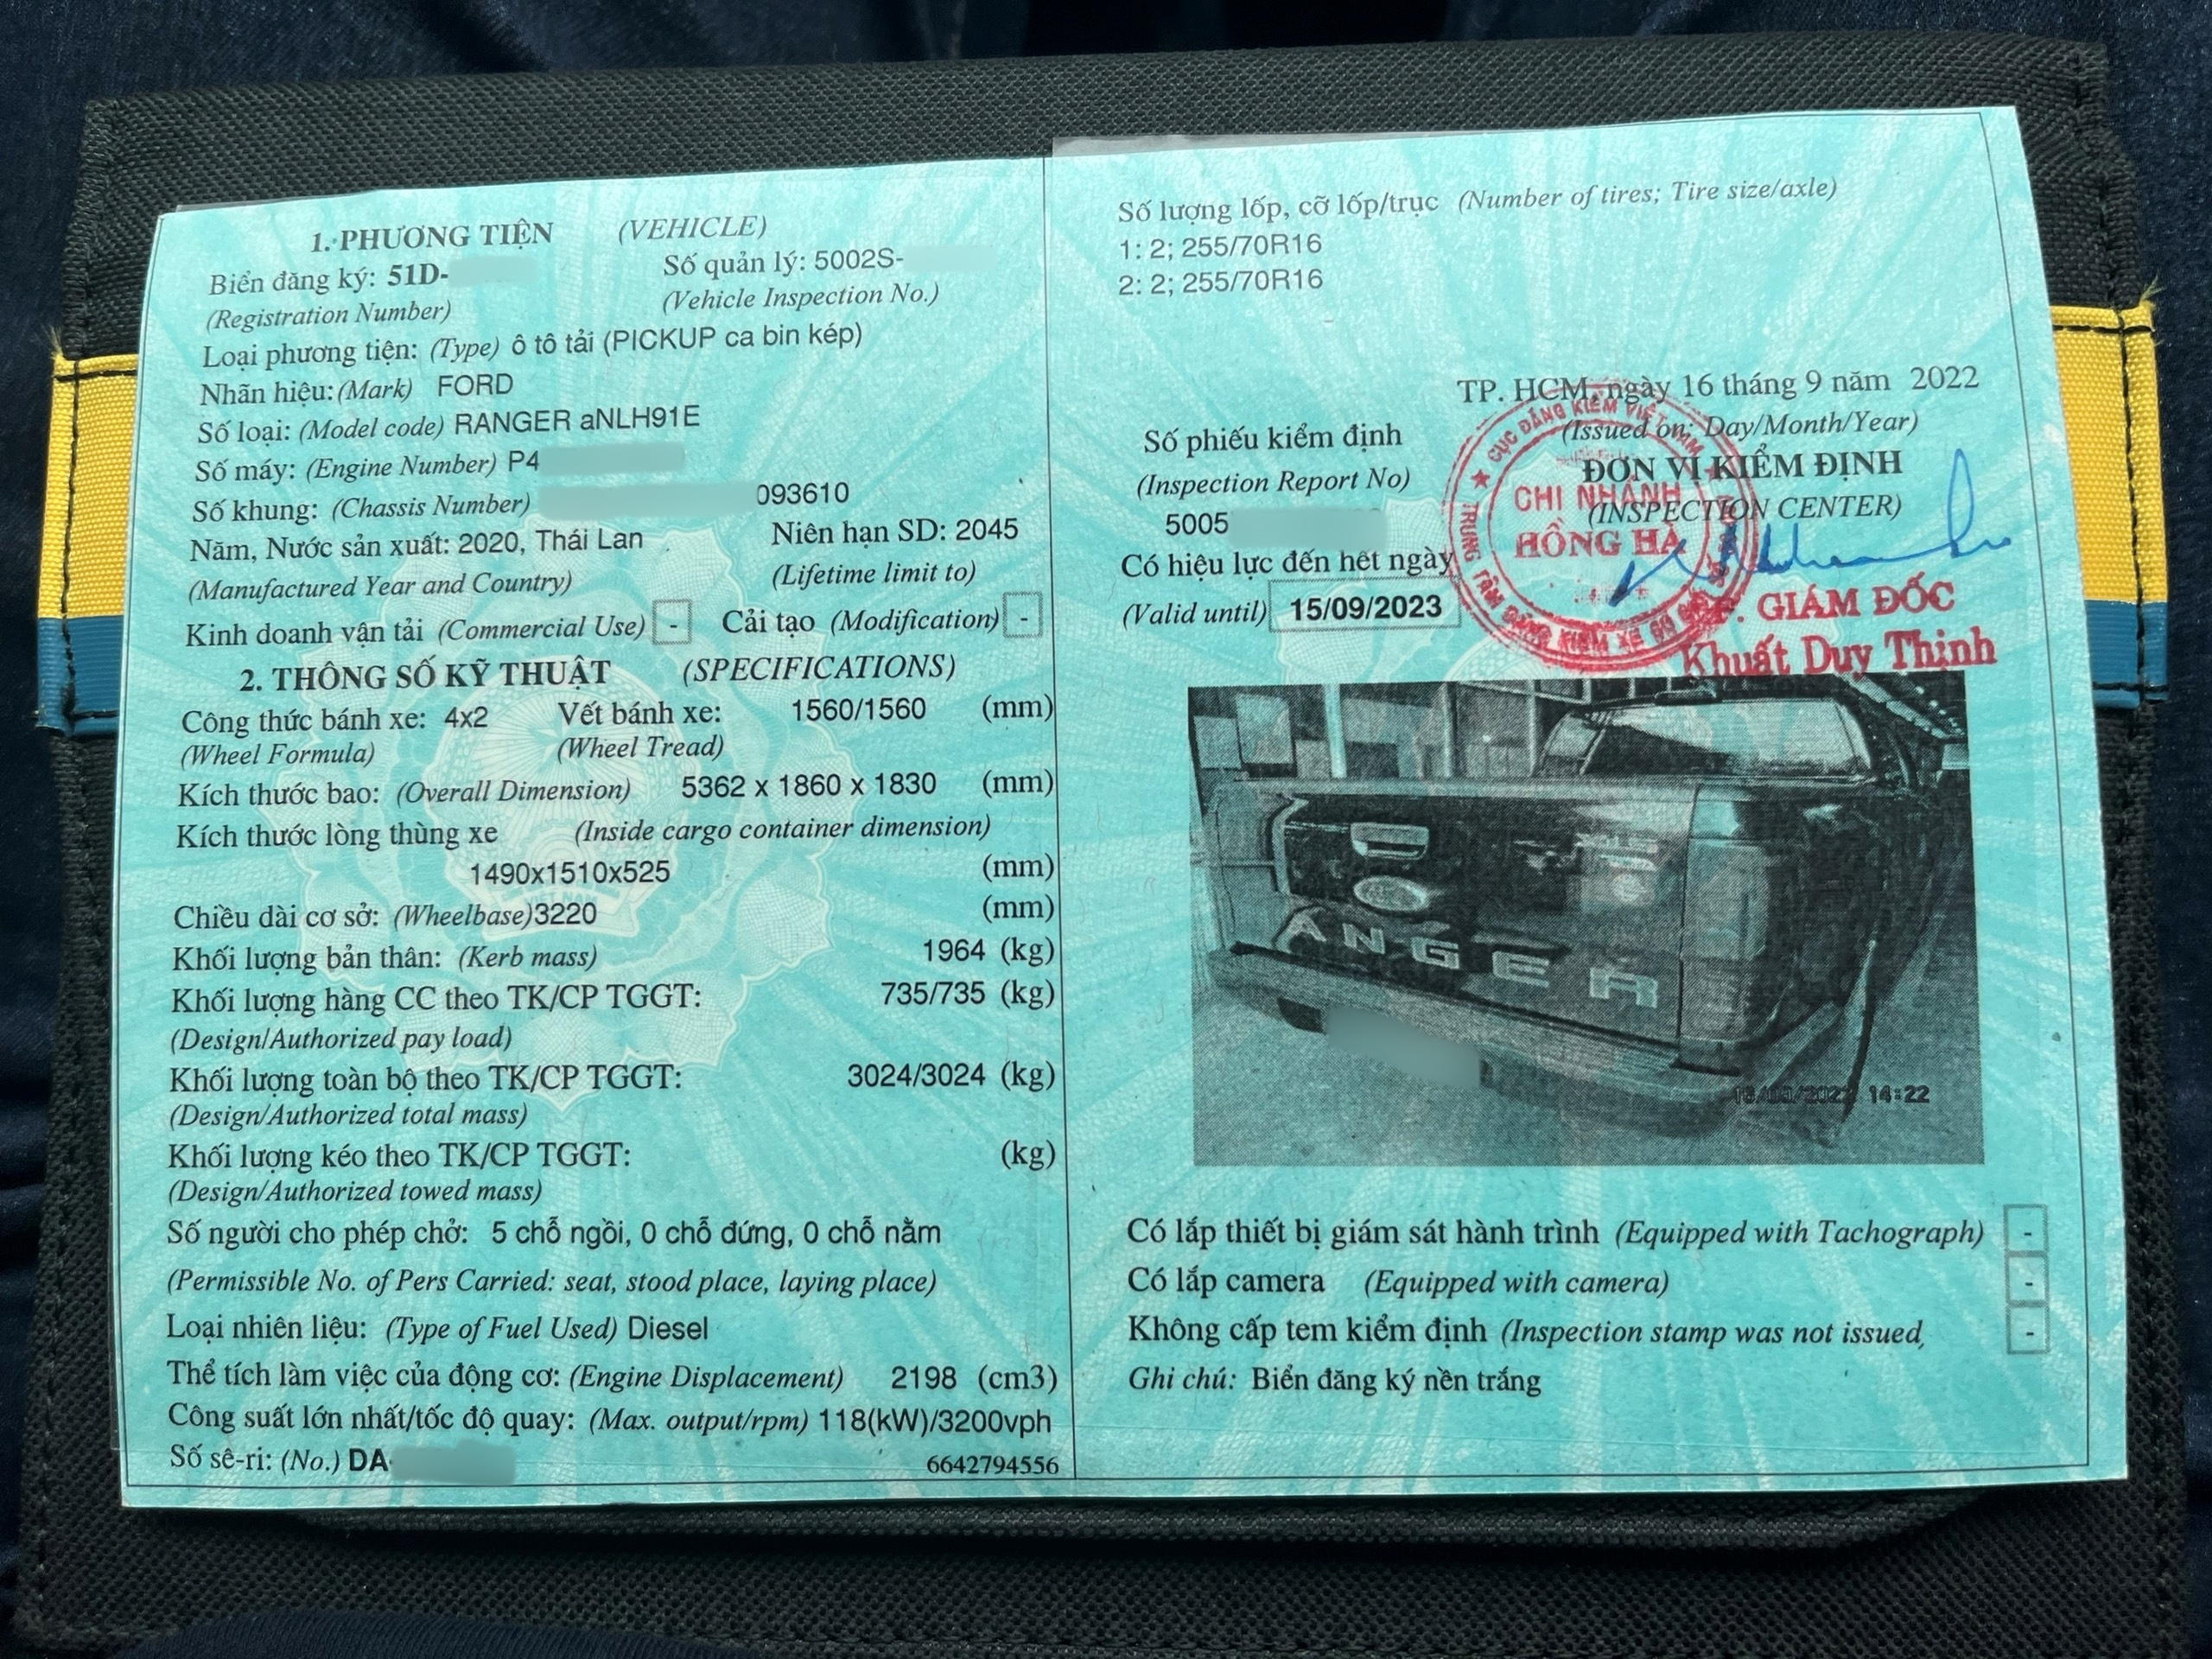 1. PHƯƠNG TIỆN (VEHICLE)
Biển đăng ký: 51D- Số quản lý: 5002S-
(Registration Number) (Vehicle Inspection No.)
Loại phương tiện: (Type) ô tô tải (PICKUP ca bin kép)
Nhãn hiệu: (Mark) FORD
Số loại: (Model code) RANGER aNLH91E
Số máy: (Engine Number) P4
Số khung: (Chassis Number) 093610
Năm, Nước sản xuất: 2020, Thái Lan Niên hạn SD: 2045
(Manufactured Year and Country) (Lifetime limit to)
Kinh doanh vận tải (Commercial Use) - Cải tạo (Modification) -
2. THÔNG SỐ KỸ THUẬT (SPECIFICATIONS)
Công thức bánh xe: 4x2 Vết bánh xe: 1560/1560 (mm)
(Wheel Formula) (Wheel Tread)
Kích thước bao: (Overall Dimension) 5362 x 1860 x 1830 (mm)
Kích thước lòng thùng xe (Inside cargo container dimension)
1490x1510x525 (mm)
Chiều dài cơ sở: (Wheelbase)3220 (mm)
Khối lượng bản thân: (Kerb mass) 1964 (kg)
Khối lượng hàng CC theo TK/CP TGGT: 735/735 (kg)
(Design/Authorized pay load)
Khối lượng toàn bộ theo TK/CP TGGT: 3024/3024 (kg)
(Design/Authorized total mass)
Khối lượng kéo theo TK/CP TGGT: (kg)
(Design/Authorized towed mass)
Số người cho phép chở: 5 chỗ ngồi, 0 chỗ đứng, 0 chỗ nằm
(Permissible No. of Pers Carried: seat, stood place, laying place)
Loại nhiên liệu: (Type of Fuel Used) Diesel
Thể tích làm việc của động cơ: (Engine Displacement) 2198 (cm3)
Công suất lớn nhất/tốc độ quay: (Max. output/rpm) 118(kW)/3200vph
Số sê-ri: (No.) DA- 6642794556
Số lượng lốp, cỡ lốp/trục (Number of tires; Tire size/axle)
1: 2; 255/70R16
2: 2; 255/70R16
TP. HCM, ngày 16 tháng 9 năm 2022
(Issued on: Day/Month/Year)
Số phiếu kiểm định
(Inspection Report No)
5005
ĐƠN VỊ KIỂM ĐỊNH
(INSPECTION CENTER)
CỤC ĐĂNG KIỂM VIỆT NAM
CHI NHÁNH
HỒNG HÀ
Có hiệu lực đến hết ngày
(Valid until) 15/09/2023
P. GIÁM ĐỐC
Khuất Duy Thịnh
ANGER
14:22
Có lắp thiết bị giám sát hành trình (Equipped with Tachograph) -
Có lắp camera (Equipped with camera) -
Không cấp tem kiểm định (Inspection stamp was not issued, -
Ghi chú: Biển đăng ký nền trắng